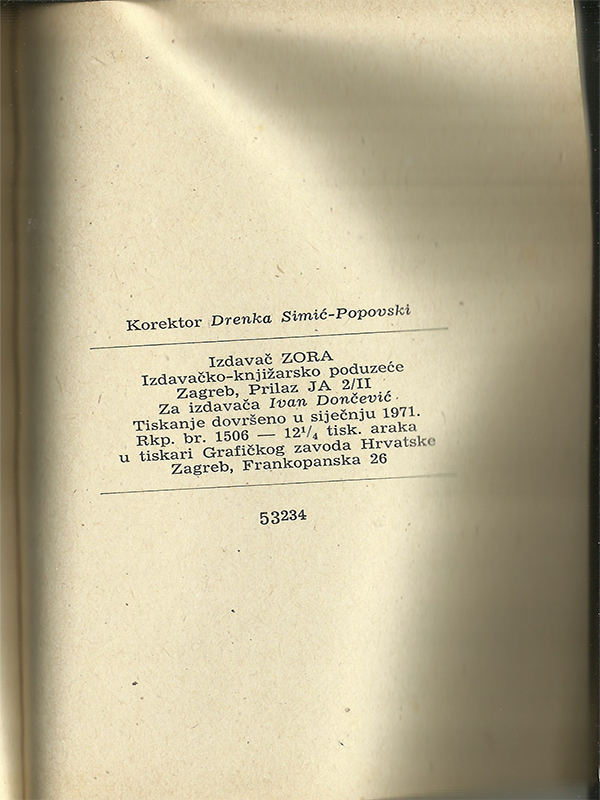 Korektor Drenka Simić-Popovski
Izdavač ZORA
Izdavačko-knjižarsko poduzeće
Zagreb, Prilaz JA 2/II
Za izdavača Ivan Dončević
Tiskanje dovršeno u siječnju 1971.
Rkp. br. 1506 — 12¹/₄ tisk. araka
u tiskari Grafičkog zavoda Hrvatske
Zagreb, Frankopanska 26
53234